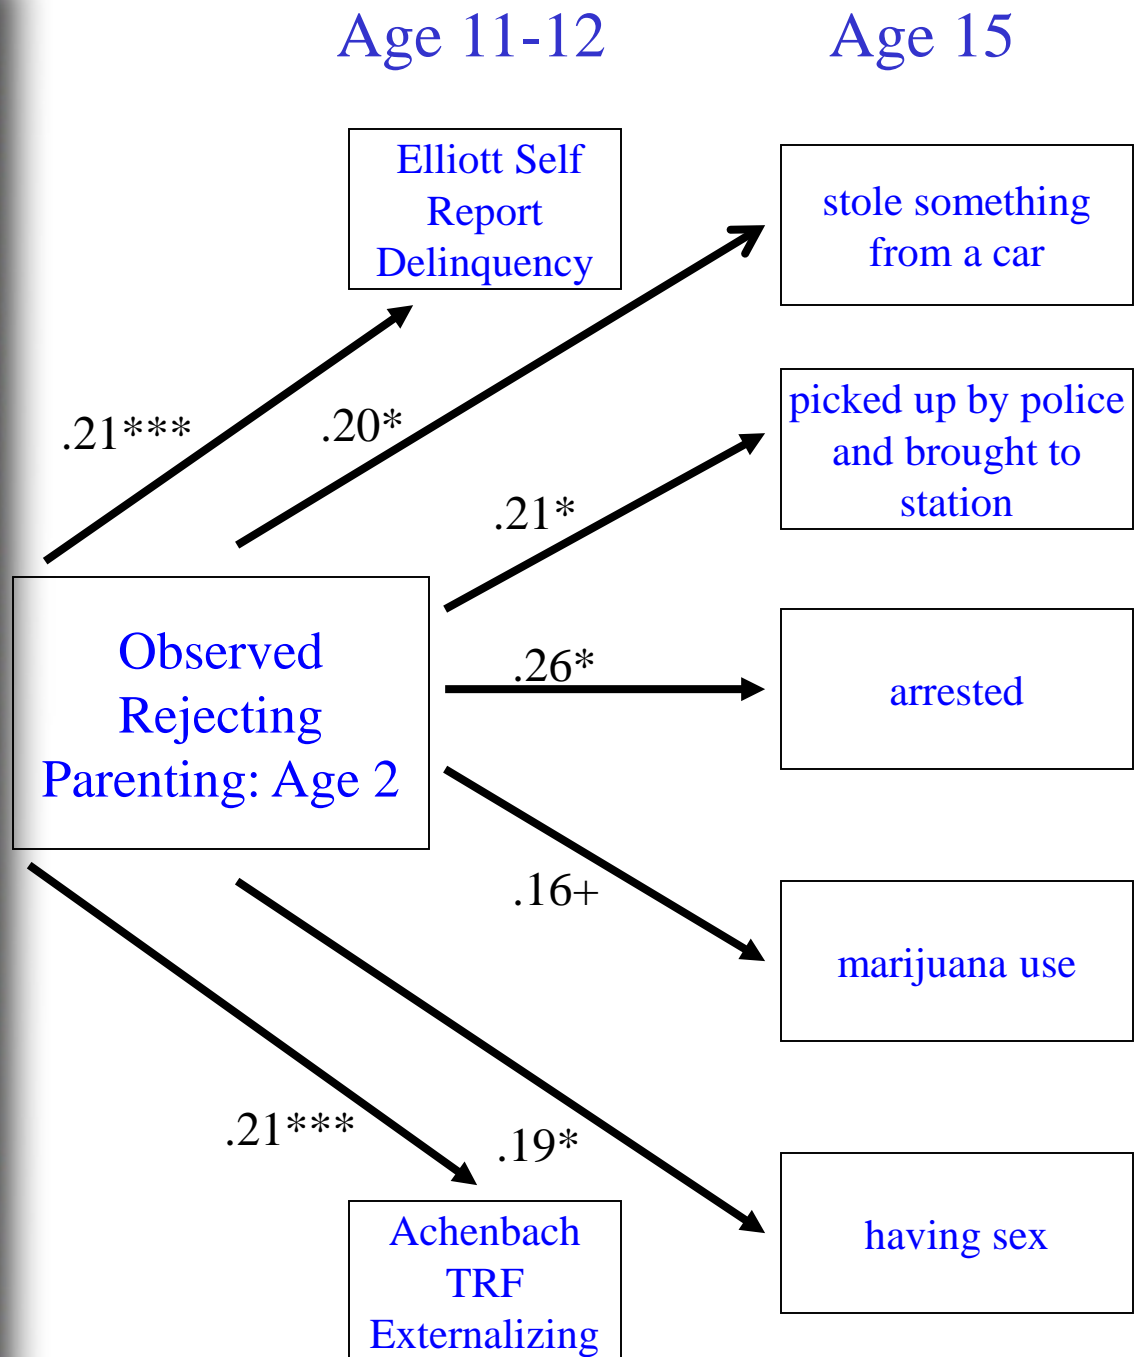 Age 11-12
Age 15
Elliott Self
Report
Delinquency
stole something
from a car
.21***
.20*
picked up by police
and brought to
station
.21*
Observed
Rejecting
Parenting: Age 2
.26*
arrested
.16+
marijuana use
.21***
.19*
Achenbach
TRF
Externalizing
having sex